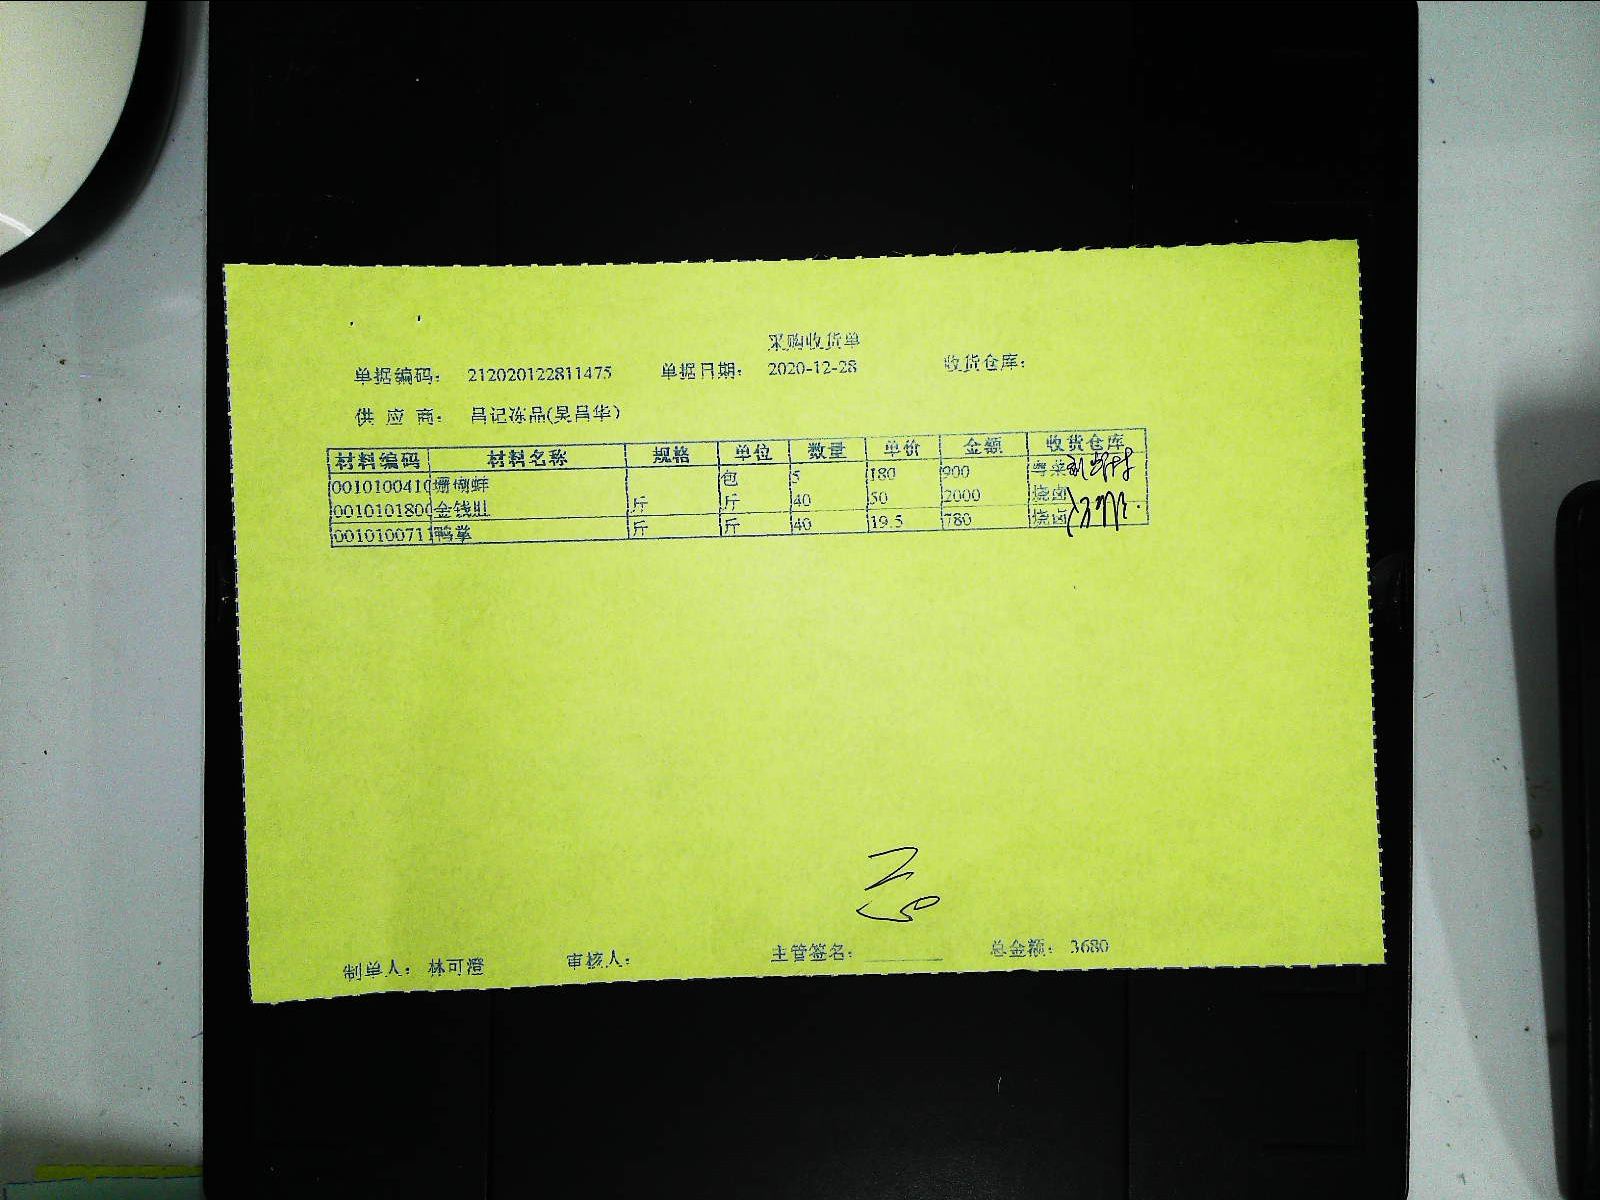 采购收货单
单据编码： 212020122811475 单据日期： 2020-12-28 收货仓库：
供 应 商： 吕记冻品(吴昌华)
材料编码 材料名称 规格 单位 数量 单价 金额 收货仓库
0010100410 珊瑚蚌 包 5 180 900 粤菜
0010101800 金钱肚 斤 斤 40 50 2000 烧卤
001010071 鸭掌 斤 斤 40 19.5 780 烧卤
制单人： 林可澄 审核人： 主管签名： 总金额： 3680